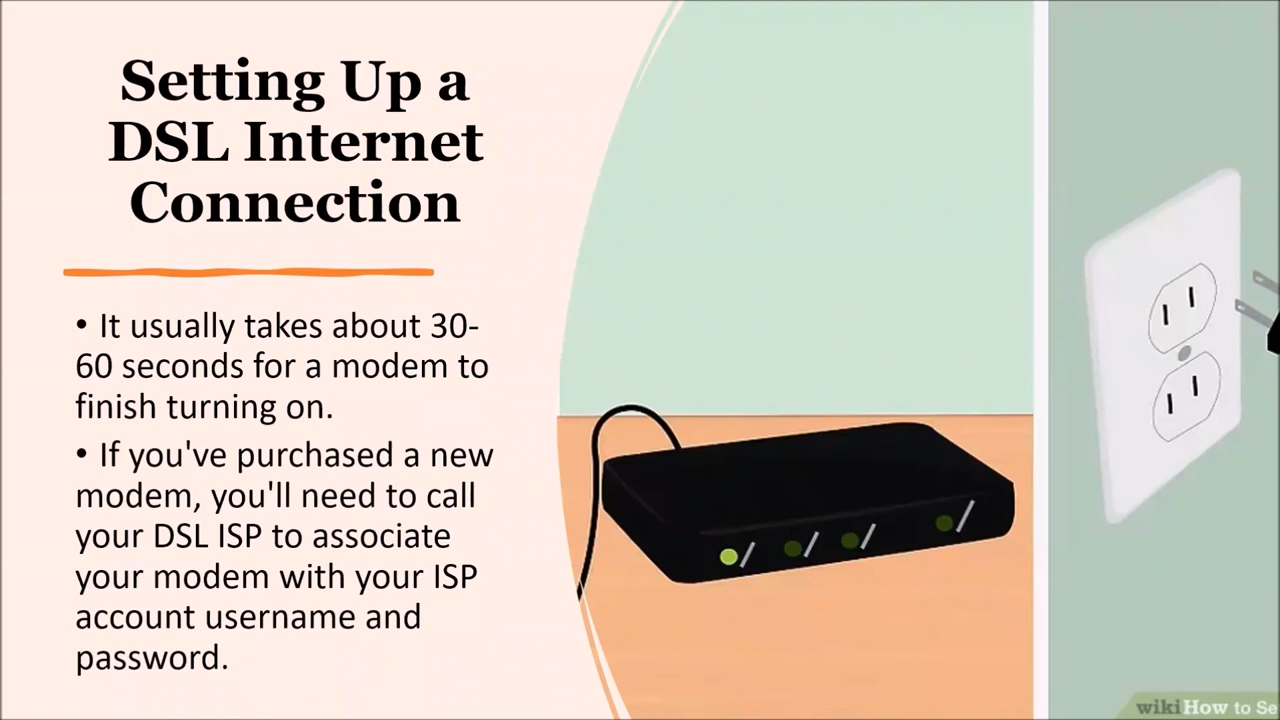 Setting Up a
DSL Internet
Connection
• It usually takes about 30-
60 seconds for a modem to
finish turning on.
• If you've purchased a new
modem, you'll need to call
your DSL ISP to associate
your modem with your ISP
account username and
password.
wikiHow to Se